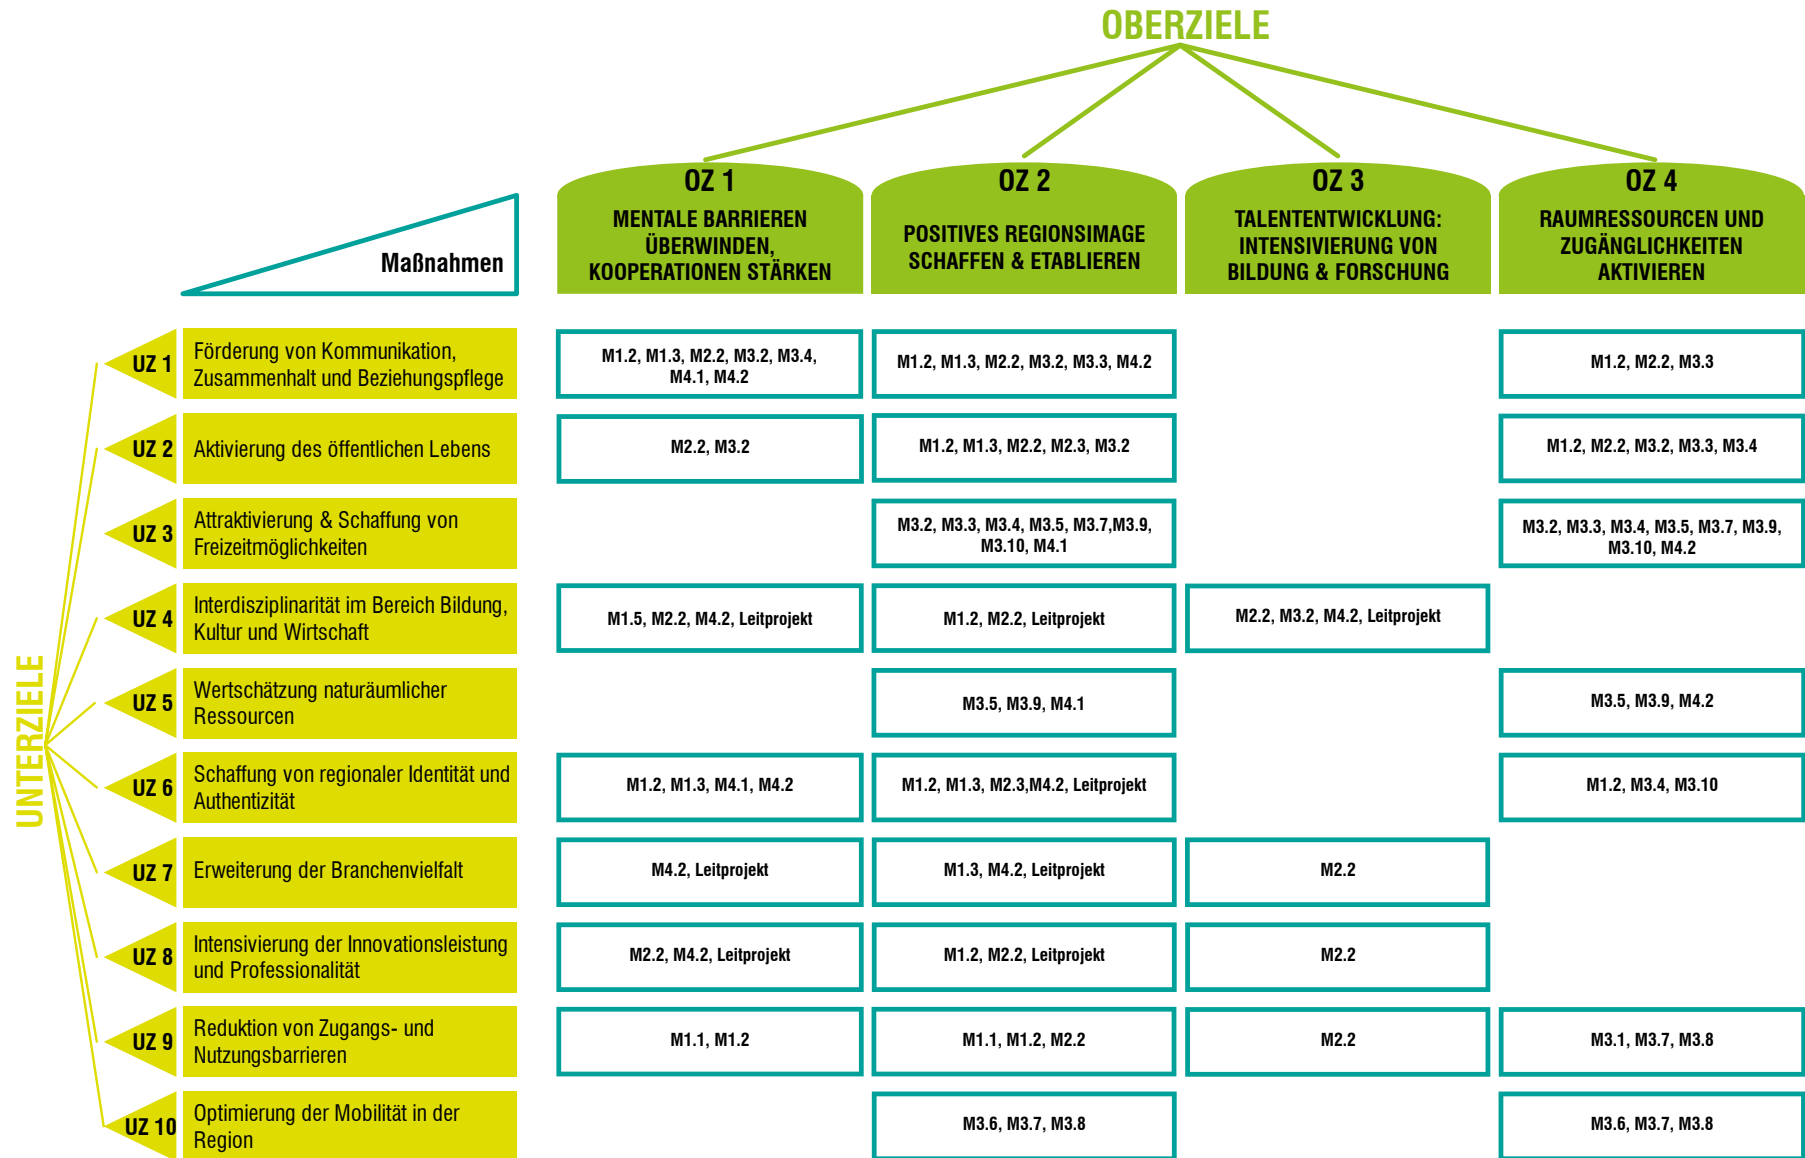 OBERZIELE
OZ 1
MENTALE BARRIEREN
ÜBERWINDEN,
KOOPERATIONEN STÄRKEN
OZ 2
POSITIVES REGIONSIMAGE
SCHAFFEN & ETABLIEREN
OZ 3
TALENTENTWICKLUNG:
INTENSIVIERUNG VON
BILDUNG & FORSCHUNG
OZ 4
RAUMRESSOURCEN UND
ZUGÄNGLICHKEITEN
AKTIVIEREN
Maßnahmen
UNTERZIELE
UZ 1
Förderung von Kommunikation,
Zusammenhalt und Beziehungspflege
M1.2, M1.3, M2.2, M3.2, M3.4,
M4.1, M4.2
M1.2, M1.3, M2.2, M3.2, M3.3, M4.2
M1.2, M2.2, M3.3
UZ 2
Aktivierung des öffentlichen Lebens
M2.2, M3.2
M1.2, M1.3, M2.2, M2.3, M3.2
M1.2, M2.2, M3.2, M3.3, M3.4
UZ 3
Attraktivierung & Schaffung von
Freizeitmöglichkeiten
M3.2, M3.3, M3.4, M3.5, M3.7,M3.9,
M3.10, M4.1
M3.2, M3.3, M3.4, M3.5, M3.7, M3.9,
M3.10, M4.2
UZ 4
Interdisziplinarität im Bereich Bildung,
Kultur und Wirtschaft
M1.5, M2.2, M4.2, Leitprojekt
M1.2, M2.2, Leitprojekt
M2.2, M3.2, M4.2, Leitprojekt
UZ 5
Wertschätzung naturäumlicher
Ressourcen
M3.5, M3.9, M4.1
M3.5, M3.9, M4.2
UZ 6
Schaffung von regionaler Identität und
Authentizität
M1.2, M1.3, M4.1, M4.2
M1.2, M1.3, M2.3,M4.2, Leitprojekt
M1.2, M3.4, M3.10
UZ 7
Erweiterung der Branchenvielfalt
M4.2, Leitprojekt
M1.3, M4.2, Leitprojekt
M2.2
UZ 8
Intensivierung der Innovationsleistung
und Professionalität
M2.2, M4.2, Leitprojekt
M1.2, M2.2, Leitprojekt
M2.2
UZ 9
Reduktion von Zugangs- und
Nutzungsbarrieren
M1.1, M1.2
M1.1, M1.2, M2.2
M2.2
M3.1, M3.7, M3.8
UZ 10
Optimierung der Mobilität in der
Region
M3.6, M3.7, M3.8
M3.6, M3.7, M3.8